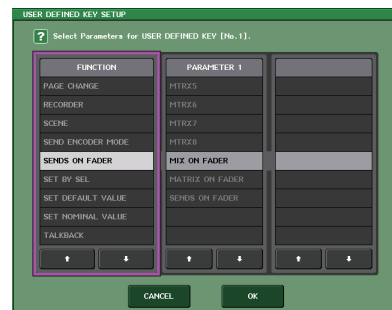 USER DEFINED KEY SETUP
? Select Parameters for USER DEFINED KEY [No.1].
FUNCTION
PAGE CHANGE
RECORDER
SCENE
SEND ENCODER MODE
SENDS ON FADER
SET BY SEL
SET DEFAULT VALUE
SET NOMINAL VALUE
TALKBACK
PARAMETER 1
MTRX5
MTRX6
MTRX7
MTRX8
MIX ON FADER
MATRIX ON FADER
SENDS ON FADER
CANCEL
OK